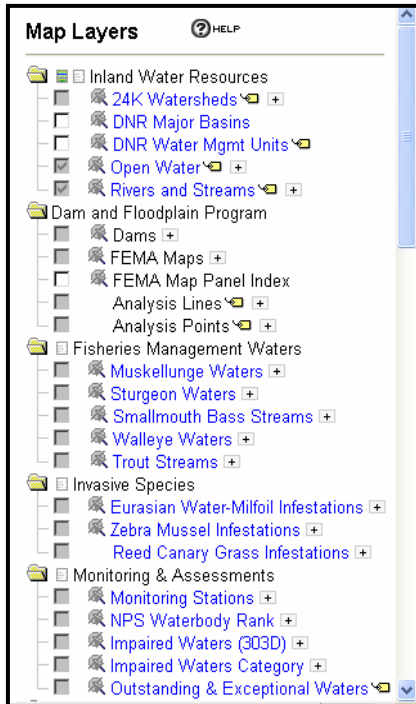 Map Layers ? HELP
Inland Water Resources
24K Watersheds +
DNR Major Basins
DNR Water Mgmt Units
Open Water +
Rivers and Streams +
Dam and Floodplain Program
Dams +
FEMA Maps +
FEMA Map Panel Index
Analysis Lines +
Analysis Points +
Fisheries Management Waters
Muskellunge Waters +
Sturgeon Waters +
Smallmouth Bass Streams +
Walleye Waters +
Trout Streams +
Invasive Species
Eurasian Water-Milfoil Infestations +
Zebra Mussel Infestations +
Reed Canary Grass Infestations +
Monitoring & Assessments
Monitoring Stations +
NPS Waterbody Rank +
Impaired Waters (303D) +
Impaired Waters Category +
Outstanding & Exceptional Waters